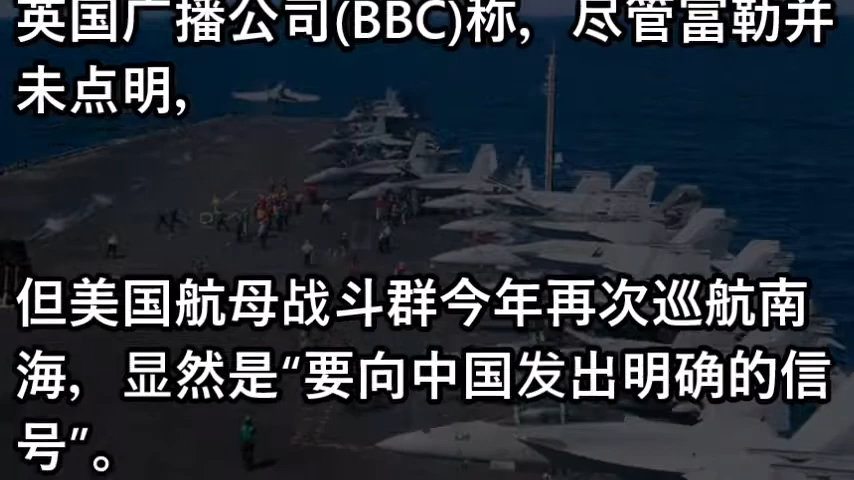 英国广播公司(BBC)称，尽管富勒并
未点明，
但美国航母战斗群今年再次巡航南
海，显然是“要向中国发出明确的信
号”。